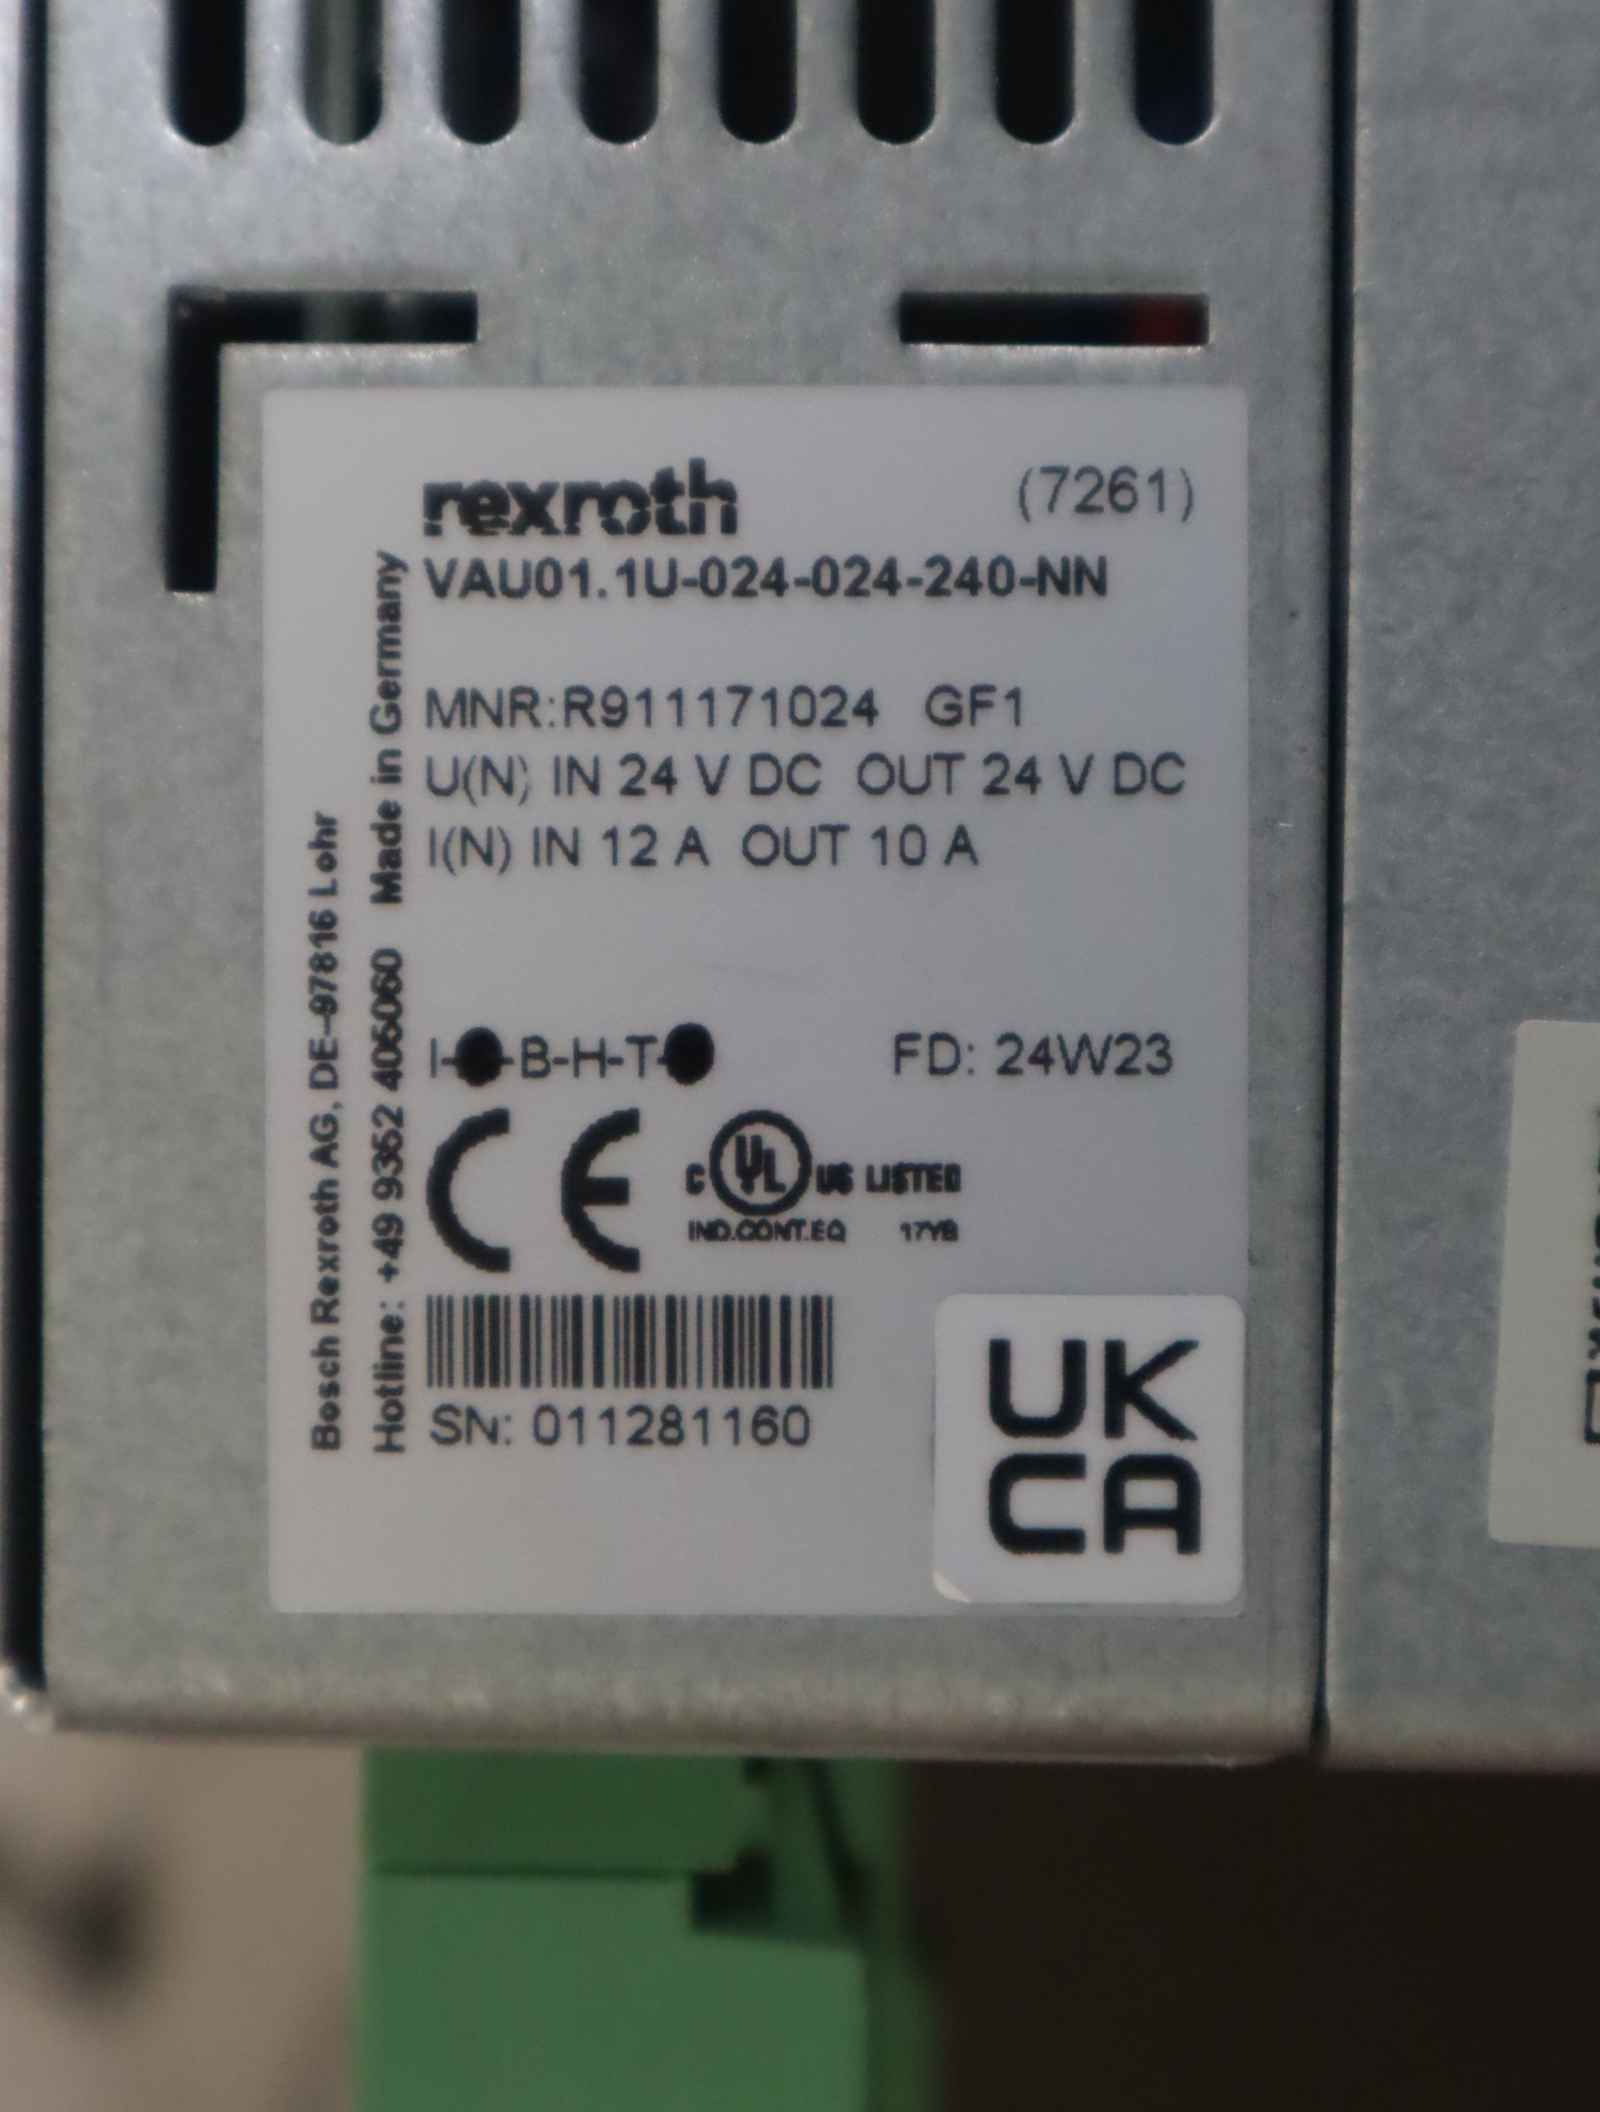 rexroth (7261)
VAU01.1U-024-024-240-NN
MNR:R911171024 GF1
U(N) IN 24 V DC OUT 24 V DC
I(N) IN 12 A OUT 10 A
I-●-B-H-T-● FD: 24W23
CE
C UL US LISTED
IND.CONT.EQ 17YB
SN: 011281160
UK
CA
Bosch Rexroth AG, DE-97816 Lohr
Hotline: +49 9352 405060 Made in Germany